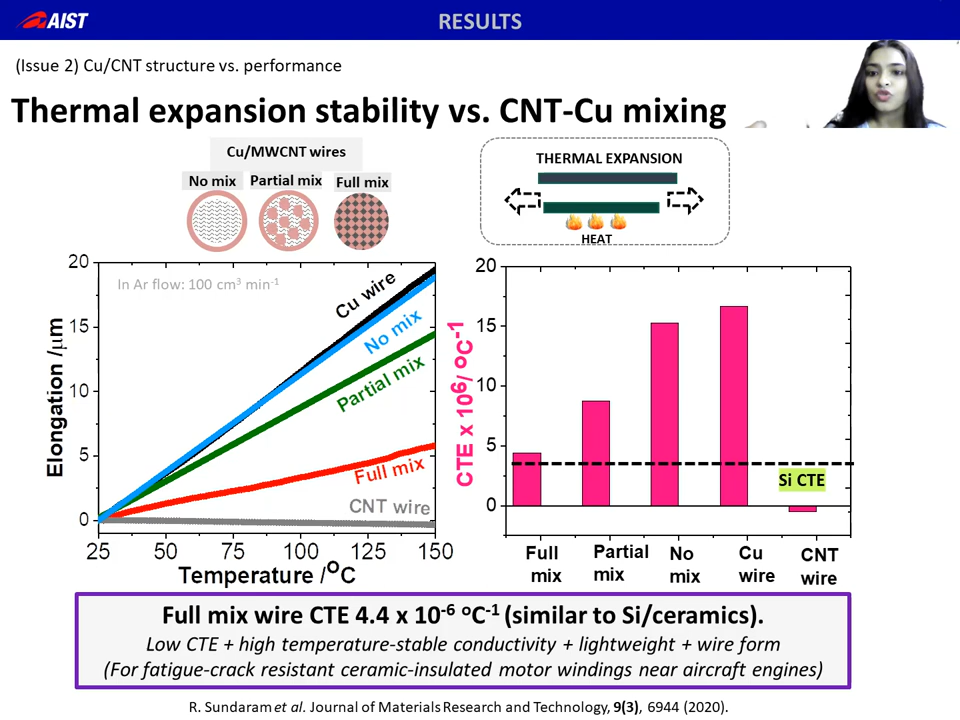 AIST
RESULTS
(Issue 2) Cu/CNT structure vs. performance
Thermal expansion stability vs. CNT-Cu mixing
Cu/MWCNT wires
No mix
Partial mix
Full mix
THERMAL EXPANSION
HEAT
In Ar flow: 100 cm³ min⁻¹
Cu wire
No mix
Partial mix
Full mix
CNT wire
Elongation /μm
20
15
10
5
0
25
50
75
100
125
150
Temperature /°C
CTE x 10⁶/ °C⁻¹
20
15
10
5
0
Si CTE
Full
mix
Partial
mix
No
mix
Cu
wire
CNT
wire
Full mix wire CTE 4.4 x 10⁻⁶ °C⁻¹ (similar to Si/ceramics).
Low CTE + high temperature-stable conductivity + lightweight + wire form
(For fatigue-crack resistant ceramic-insulated motor windings near aircraft engines)
R. Sundaram et al. Journal of Materials Research and Technology, 9(3), 6944 (2020).